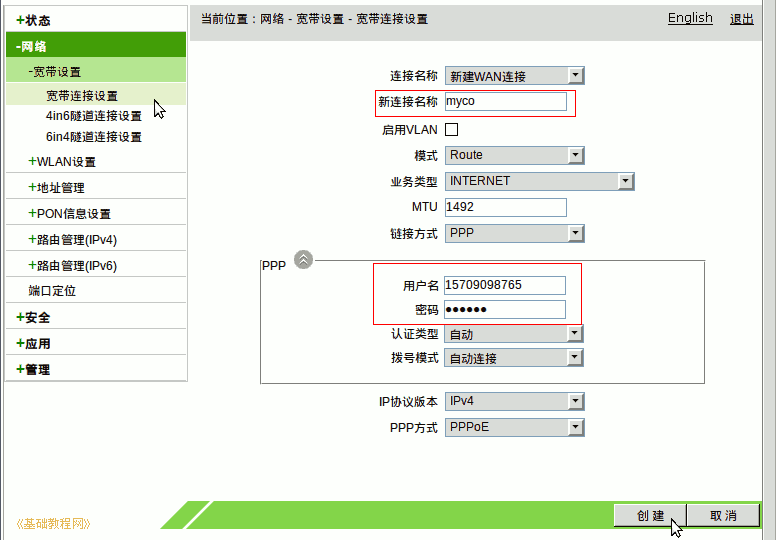 当前位置：网络 - 宽带设置 - 宽带连接设置 English 退出
+状态
-网络
-宽带设置
宽带连接设置
4in6隧道连接设置
6in4隧道连接设置
+WLAN设置
+地址管理
+PON信息设置
+路由管理(IPv4)
+路由管理(IPv6)
端口定位
+安全
+应用
+管理
连接名称 新建WAN连接
新连接名称 myco
启用VLAN
模式 Route
业务类型 INTERNET
MTU 1492
链接方式 PPP
PPP
用户名 15709098765
密码 ●●●●●●
认证类型 自动
拨号模式 自动连接
IP协议版本 IPv4
PPP方式 PPPoE
《基础教程网》
创建 取消